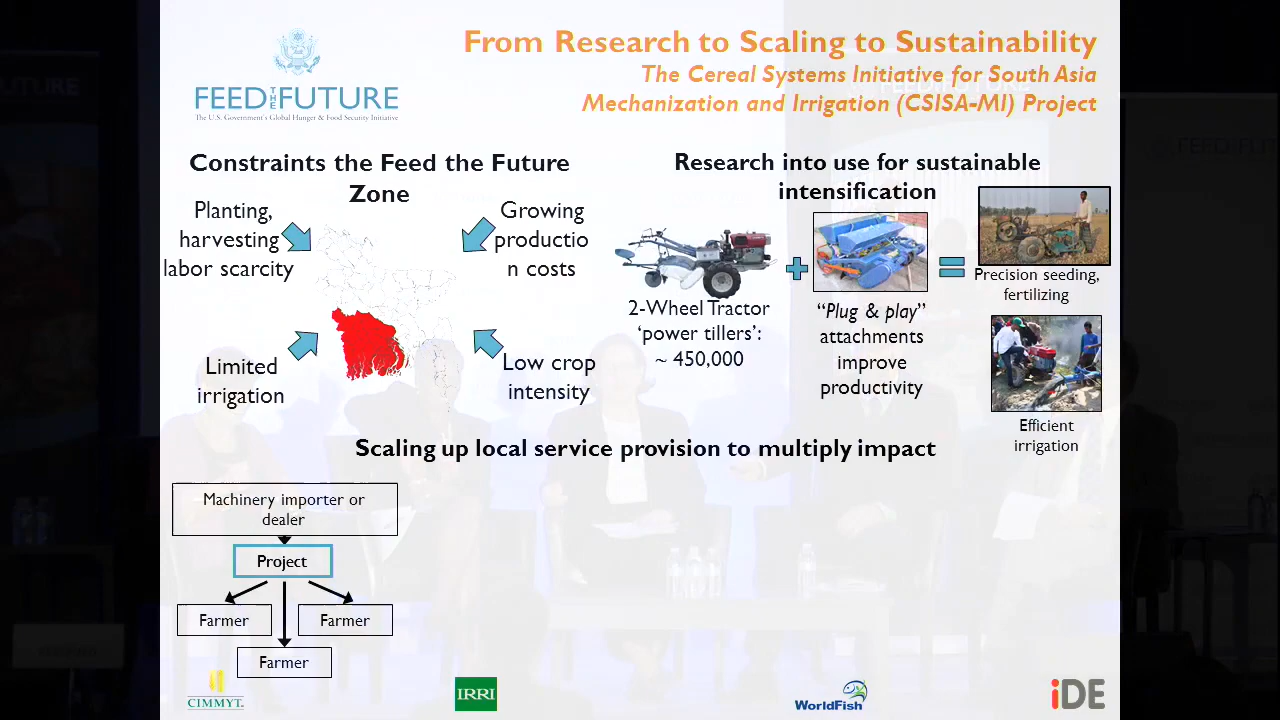 From Research to Scaling to Sustainability
The Cereal Systems Initiative for South Asia
Mechanization and Irrigation (CSISA-MI) Project
FEED THE FUTURE
The U.S. Government's Global Hunger & Food Security Initiative
Constraints the Feed the Future
Zone
Planting,
harvesting
labor scarcity
Growing
productio
n costs
Limited
irrigation
Low crop
intensity
Research into use for sustainable
intensification
2-Wheel Tractor
‘power tillers’:
~ 450,000
“Plug & play”
attachments
improve
productivity
Precision seeding,
fertilizing
Efficient
irrigation
Scaling up local service provision to multiply impact
Machinery importer or
dealer
Project
Farmer
Farmer
Farmer
CIMMYT.
IRRI
WorldFish
iDE